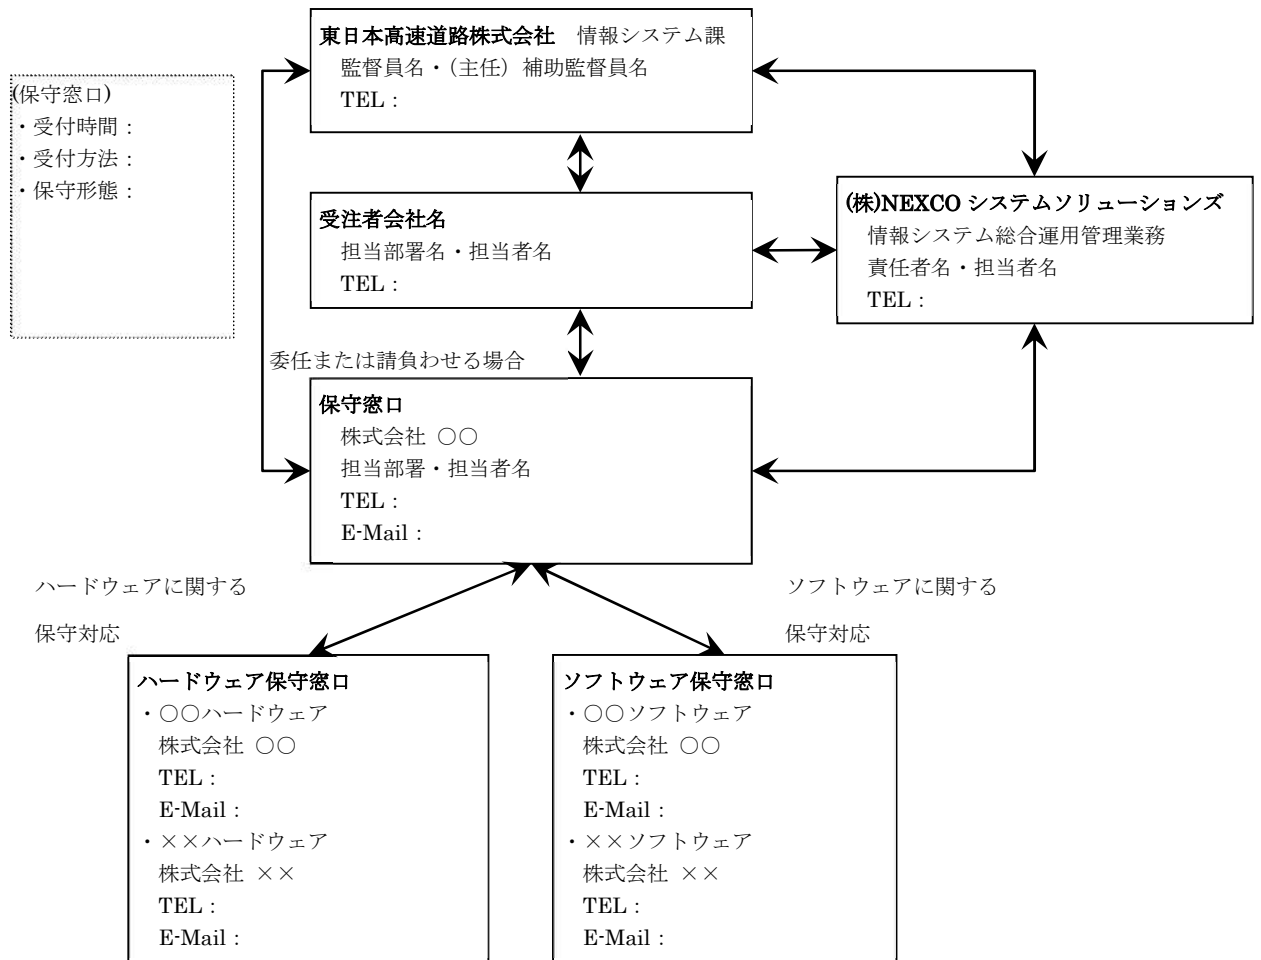 東日本高速道路株式会社　情報システム課
監督員名・(主任) 補助監督員名
TEL：
(保守窓口)
・受付時間：
・受付方法：
・保守形態：
受注者会社名
担当部署名・担当者名
TEL：
(株)NEXCO システムソリューションズ
情報システム総合運用管理業務
責任者名・担当者名
TEL：
委任または請負わせる場合
保守窓口
株式会社 〇〇
担当部署・担当者名
TEL：
E-Mail：
ハードウェアに関する
保守対応
ソフトウェアに関する
保守対応
ハードウェア保守窓口
・〇〇ハードウェア
株式会社 〇〇
TEL：
E-Mail：
・××ハードウェア
株式会社 ××
TEL：
E-Mail：
ソフトウェア保守窓口
・〇〇ソフトウェア
株式会社 〇〇
TEL：
E-Mail：
・××ソフトウェア
株式会社 ××
TEL：
E-Mail：